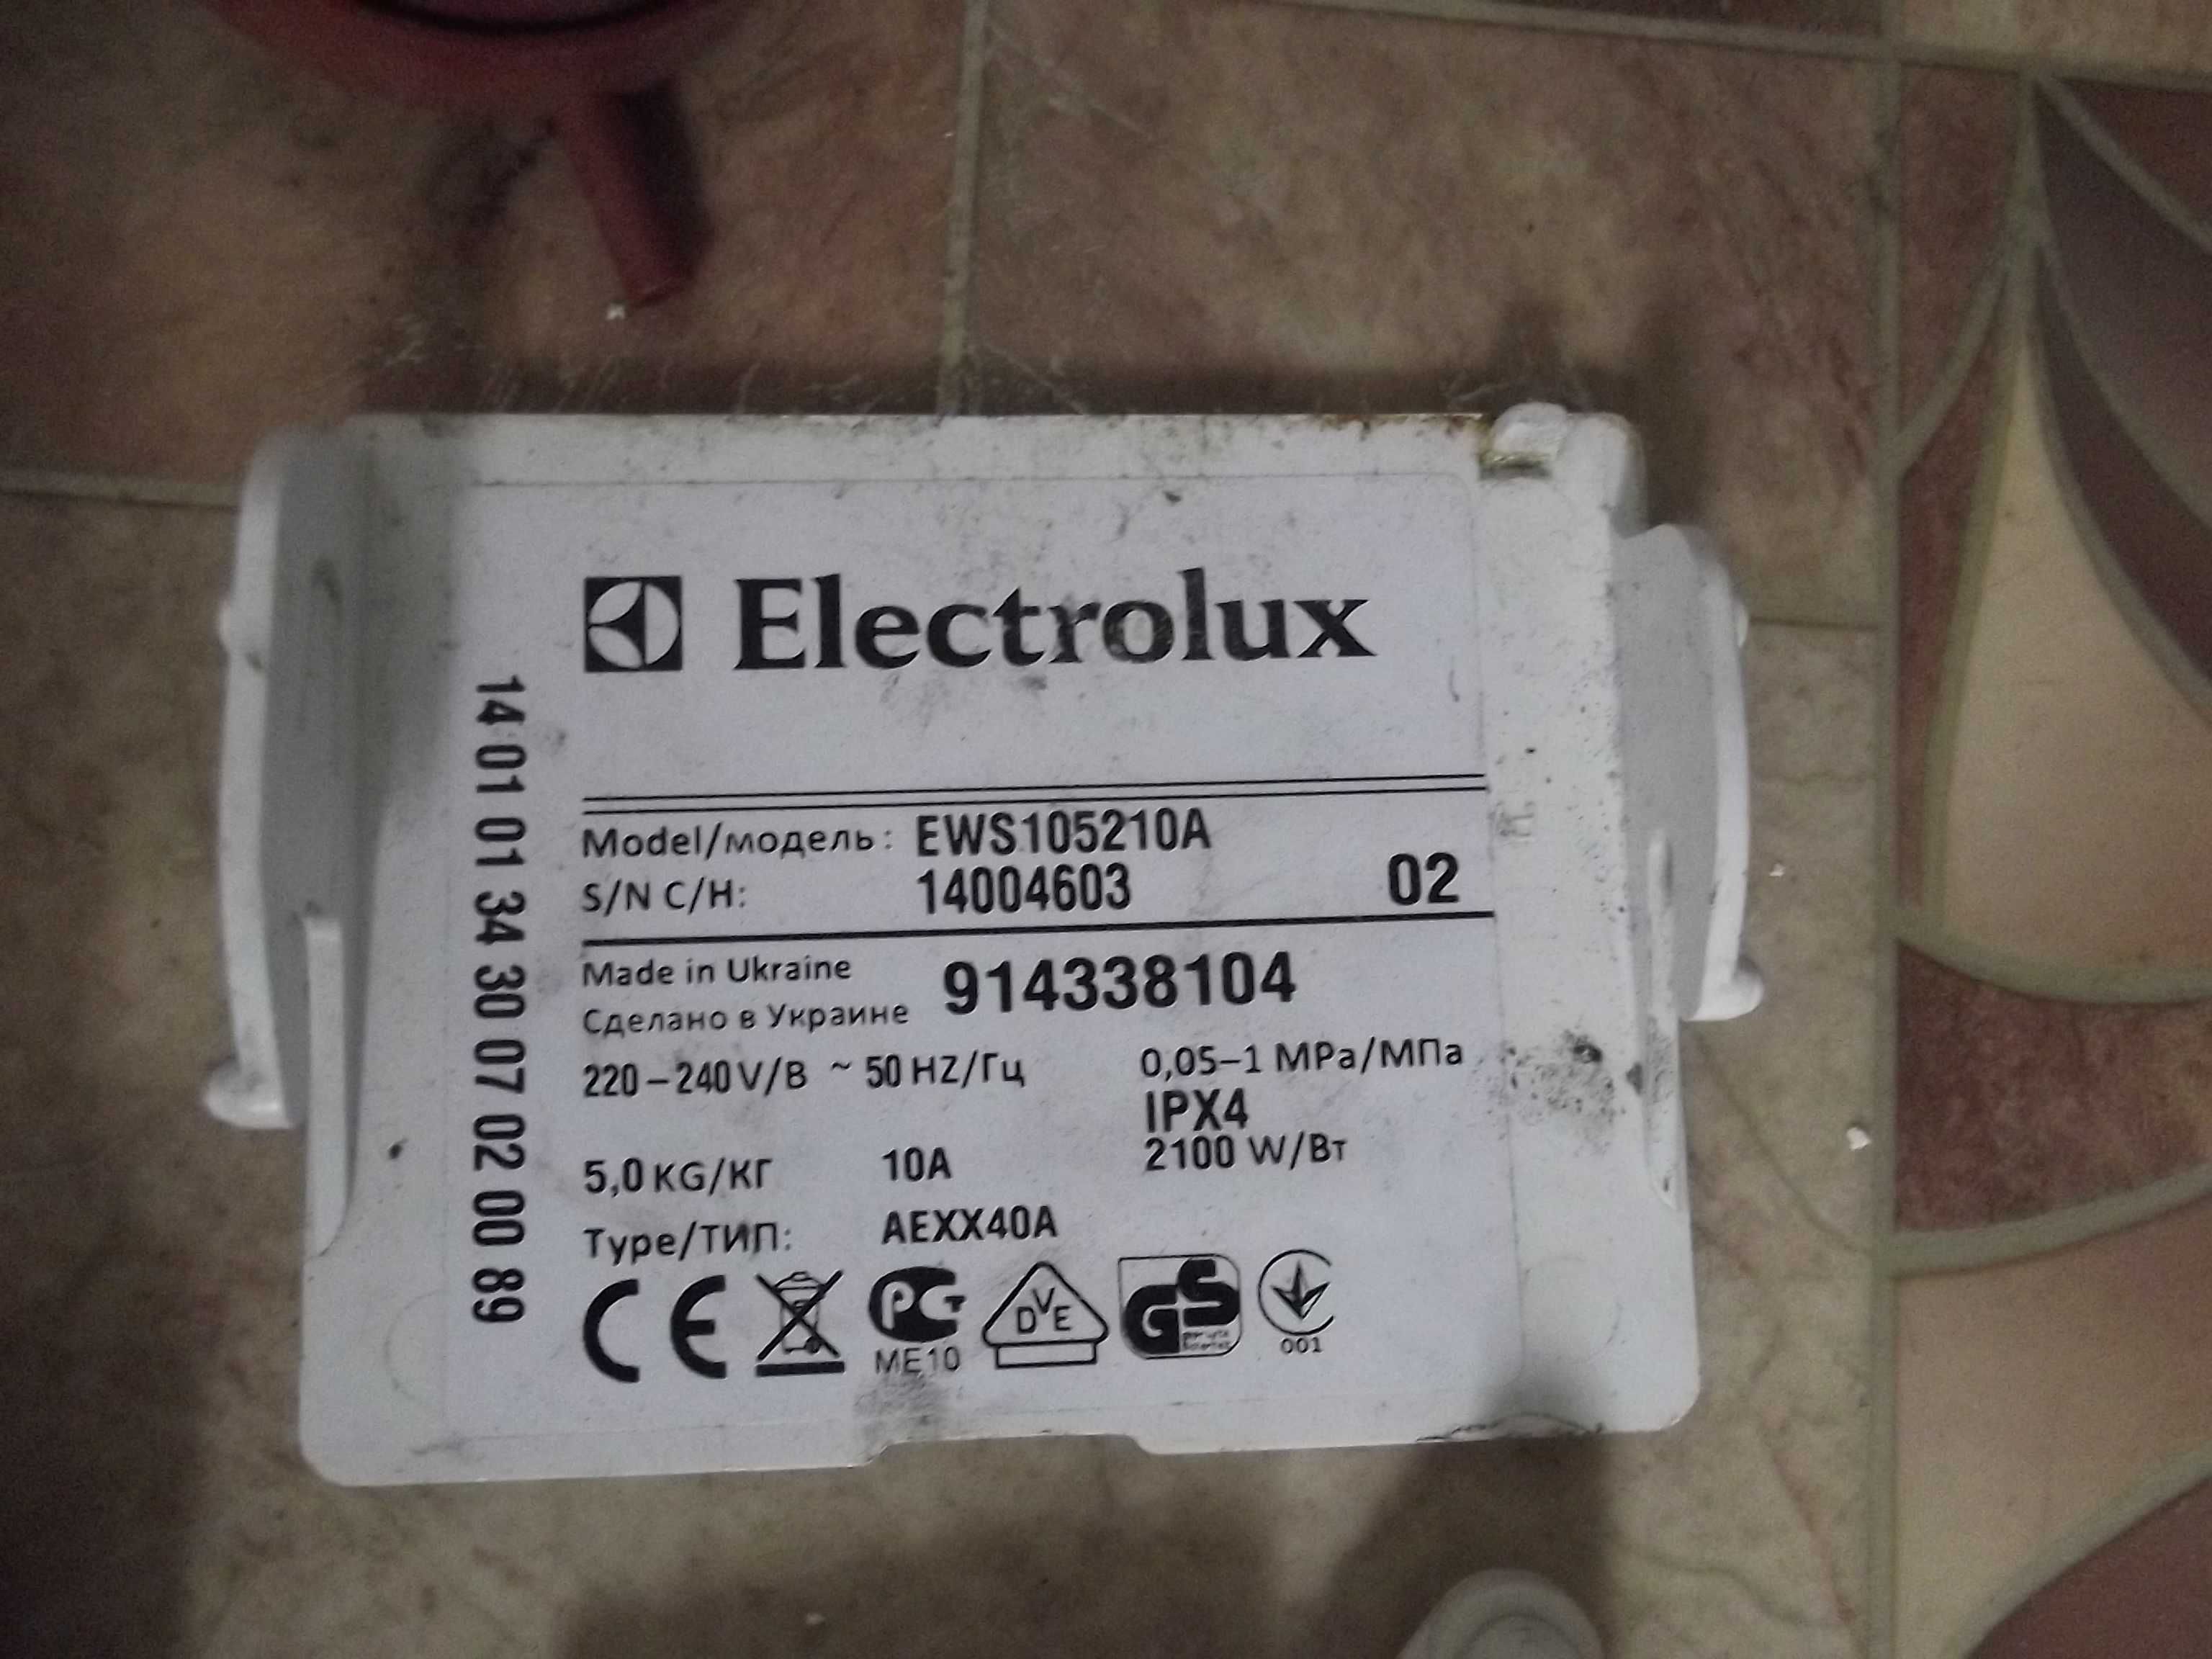 Electrolux
14 01 01 34 30 07 02 00 89
Model/модель: EWS105210A
S/N С/Н: 14004603 02
Made in Ukraine
914338104
Сделано в Украине
220–240V/В ~ 50 HZ/Гц 0,05–1 MPa/МПа
IPX4
5,0 KG/КГ 10A 2100 W/Вт
Type/ТИП: AEXX40A
CE PCT DVE GS
ME10 001